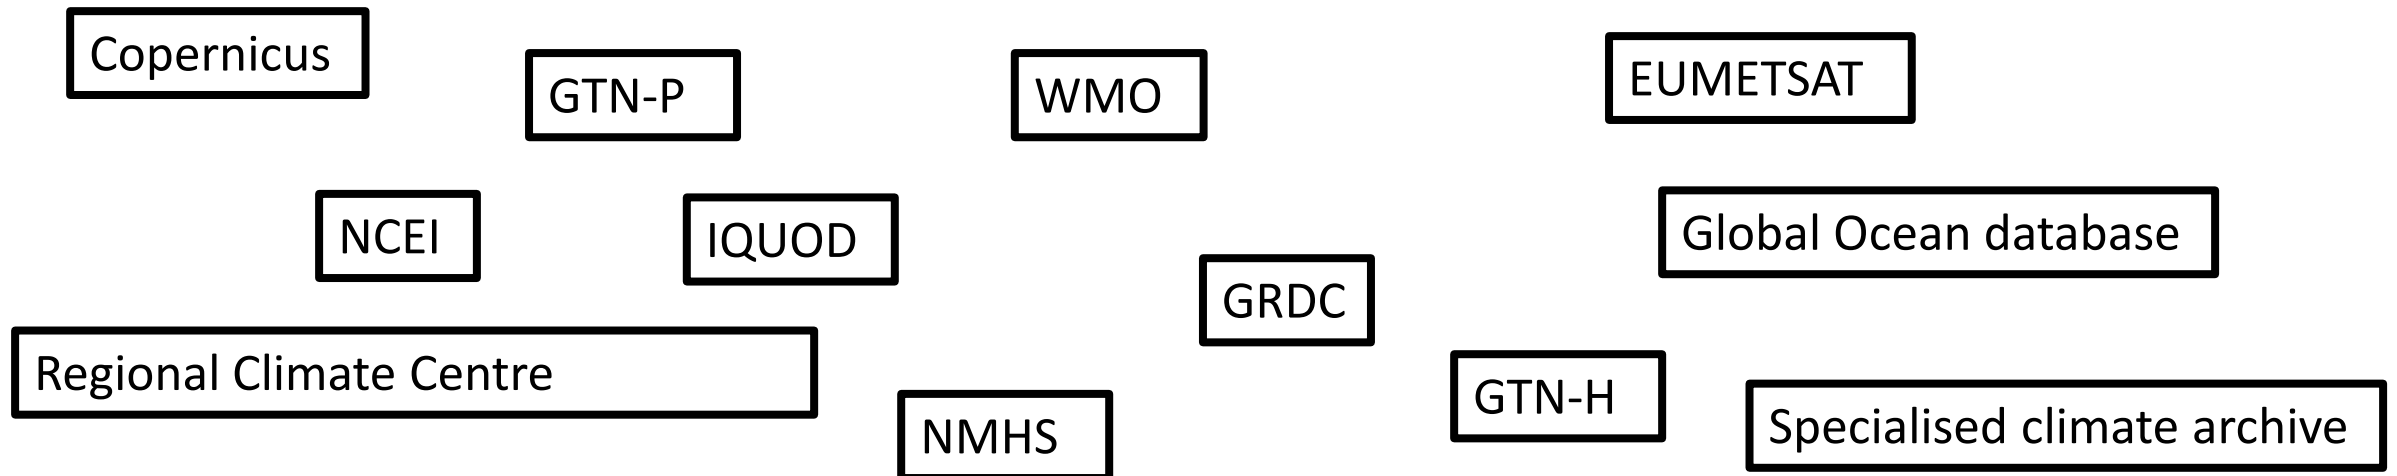 Copernicus
GTN-P
WMO
EUMETSAT
NCEI
IQUOD
Global Ocean database
GRDC
Regional Climate Centre
GTN-H
NMHS
Specialised climate archive